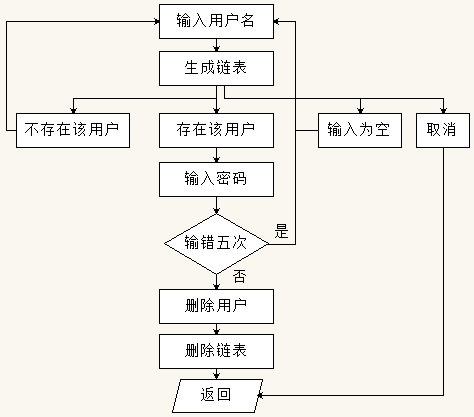 输入用户名
生成链表
不存在该用户
存在该用户
输入为空
取消
输入密码
输错五次
是
否
删除用户
删除链表
返回